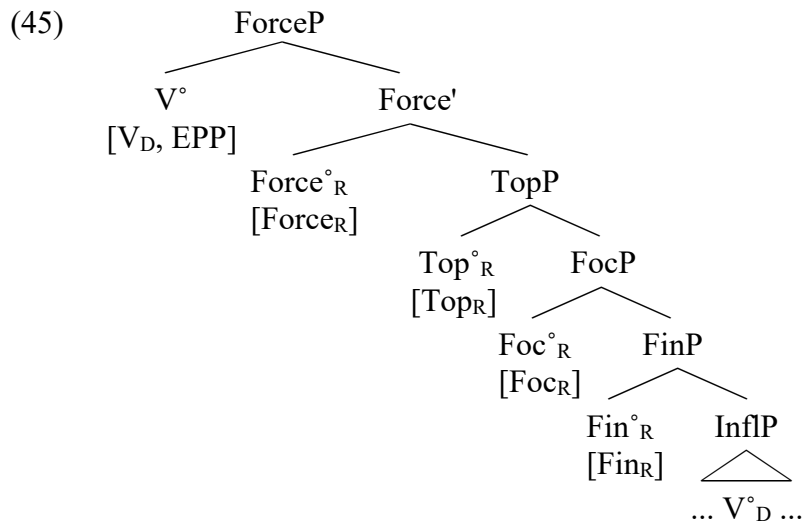 (45) ForceP
V° Force'
[V_D, EPP]
Force°_R TopP
[Force_R]
Top°_R FocP
[Top_R]
Foc°_R FinP
[Foc_R]
Fin°_R InflP
[Fin_R]
... V°_D ...